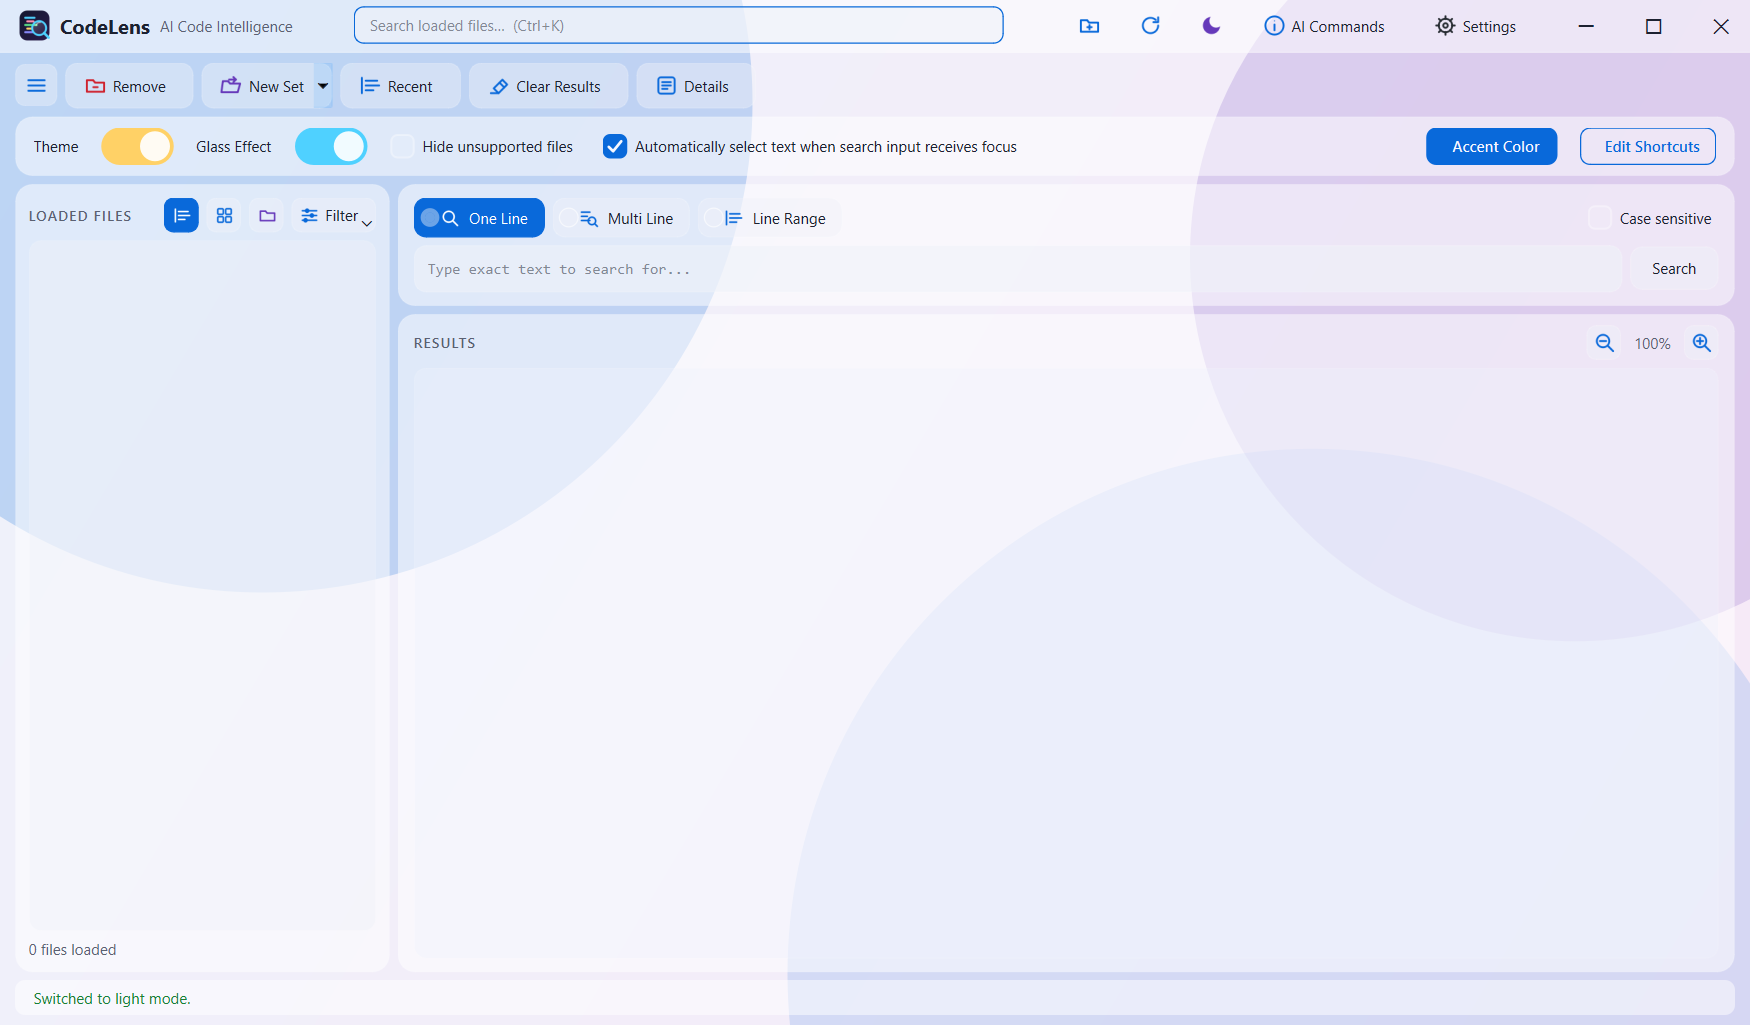 CodeLens AI Code Intelligence Search loaded files... (Ctrl+K) AI Commands Settings
Remove New Set Recent Clear Results Details
Theme Glass Effect Hide unsupported files Automatically select text when search input receives focus Accent Color Edit Shortcuts
LOADED FILES Filter
One Line Multi Line Line Range Case sensitive
Type exact text to search for... Search
RESULTS 100%
0 files loaded
Switched to light mode.